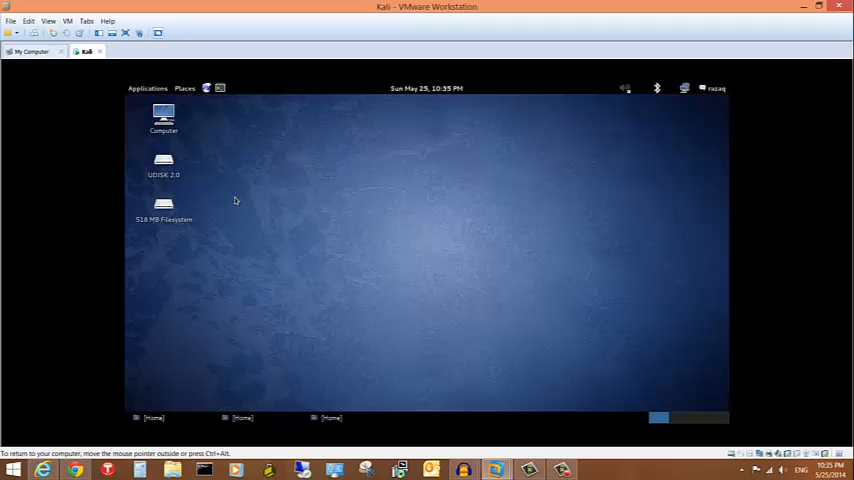 Kali - VMware Workstation
File Edit View VM Tabs Help
My Computer Kali
Applications Places Sun May 25, 10:35 PM razaq
Computer
UDISK 2.0
518 MB Filesystem
[Home] [Home] [Home]
To return to your computer, move the mouse pointer outside or press Ctrl+Alt.
ENG 10:35 PM
5/25/2014